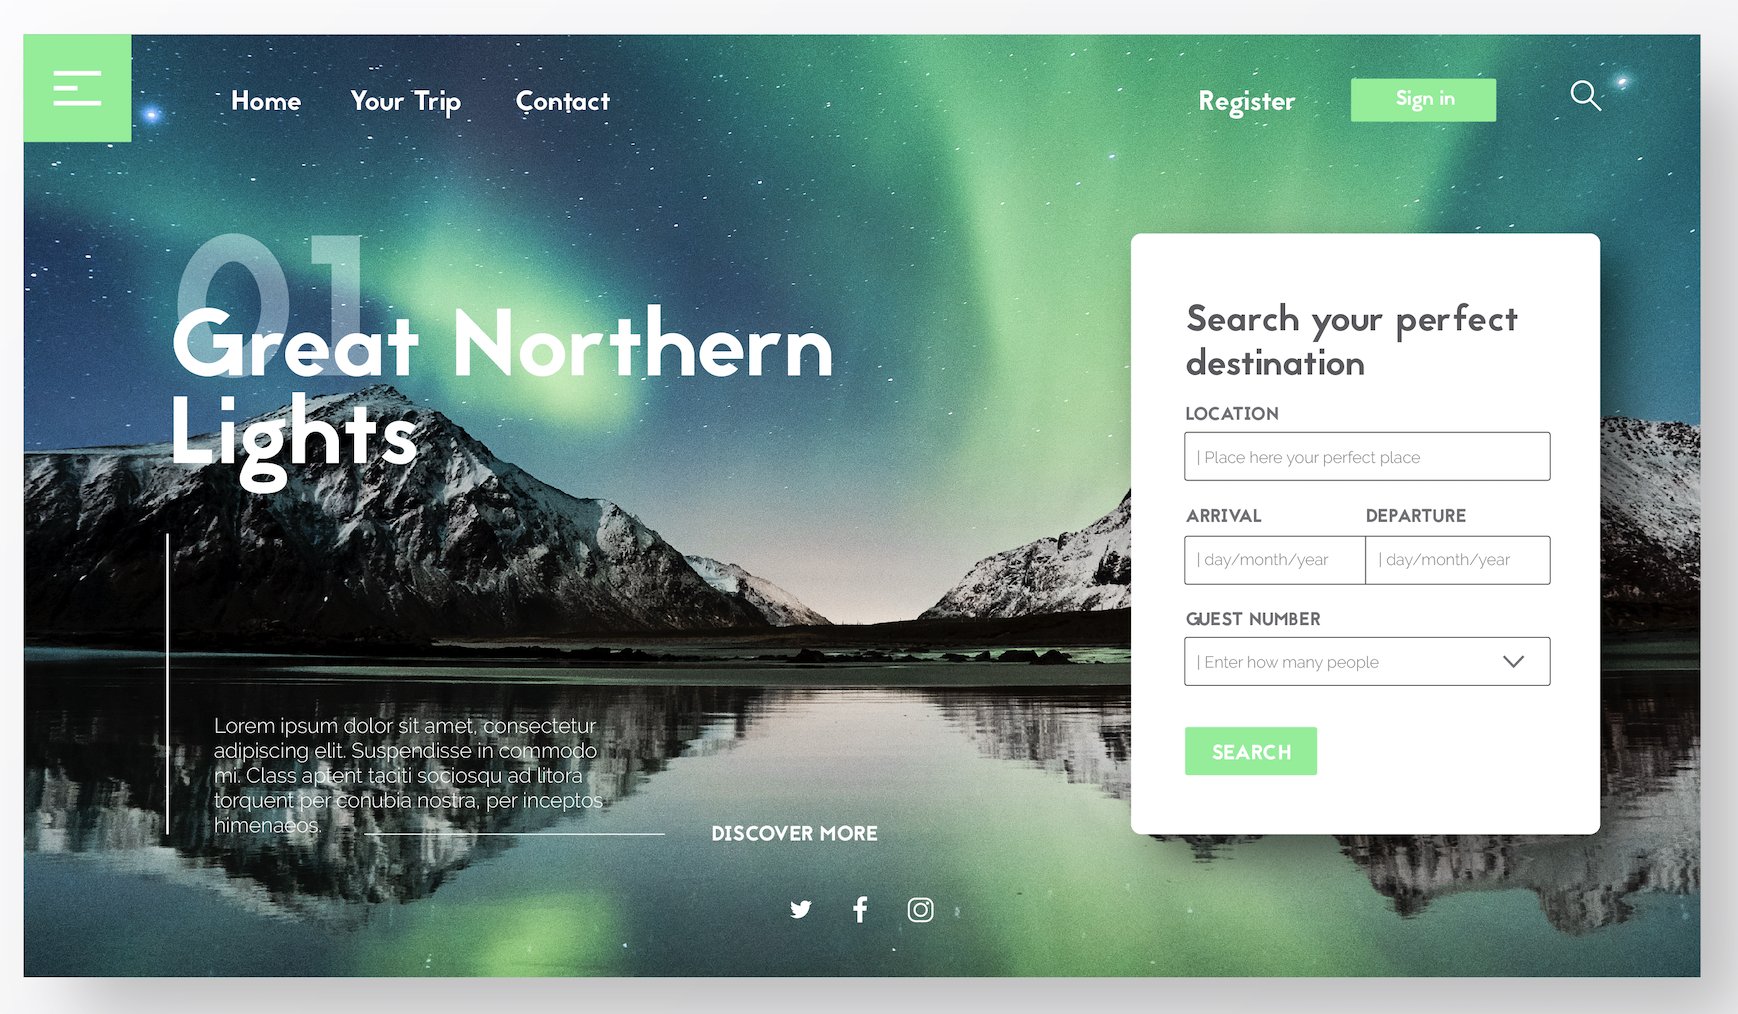 Home Your Trip Contact Register Sign in
01
Great Northern
Lights
Search your perfect
destination
LOCATION
| Place here your perfect place
ARRIVAL DEPARTURE
| day/month/year | day/month/year
GUEST NUMBER
| Enter how many people
SEARCH
Lorem ipsum dolor sit amet, consectetur
adipiscing elit. Suspendisse in commodo
mi. Class aptent taciti sociosqu ad litora
torquent per conubia nostra, per inceptos
himenaeos.
DISCOVER MORE